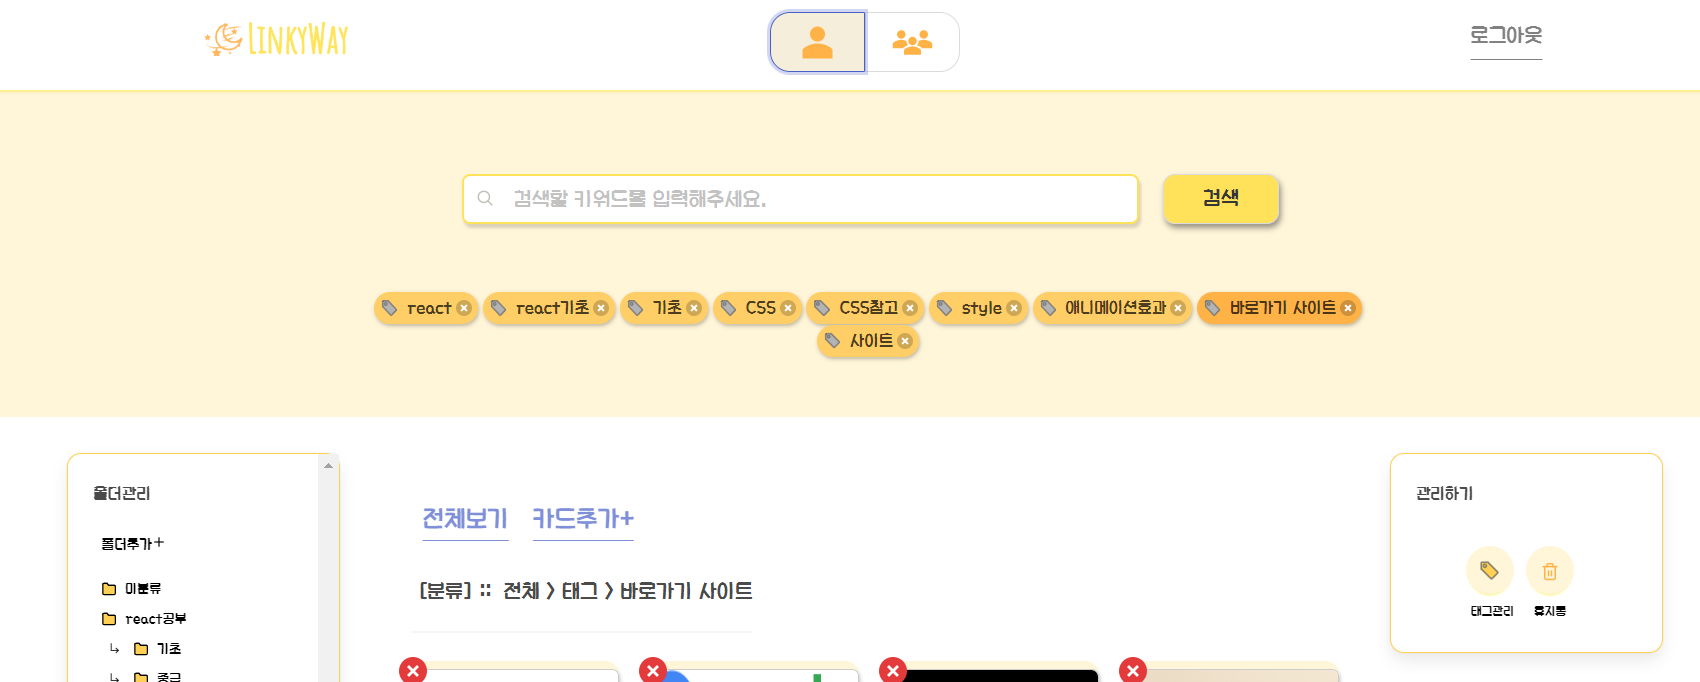 LINKYWAY
로그아웃
검색할 키워드를 입력해주세요.
검색
react react기초 기초 CSS CSS참고 style 애니메이션효과 바로가기 사이트
사이트
폴더관리
폴더추가+
미분류
react공부
기초
중급
전체보기 카드추가+
[분류] :: 전체 > 태그 > 바로가기 사이트
관리하기
태그관리 휴지통